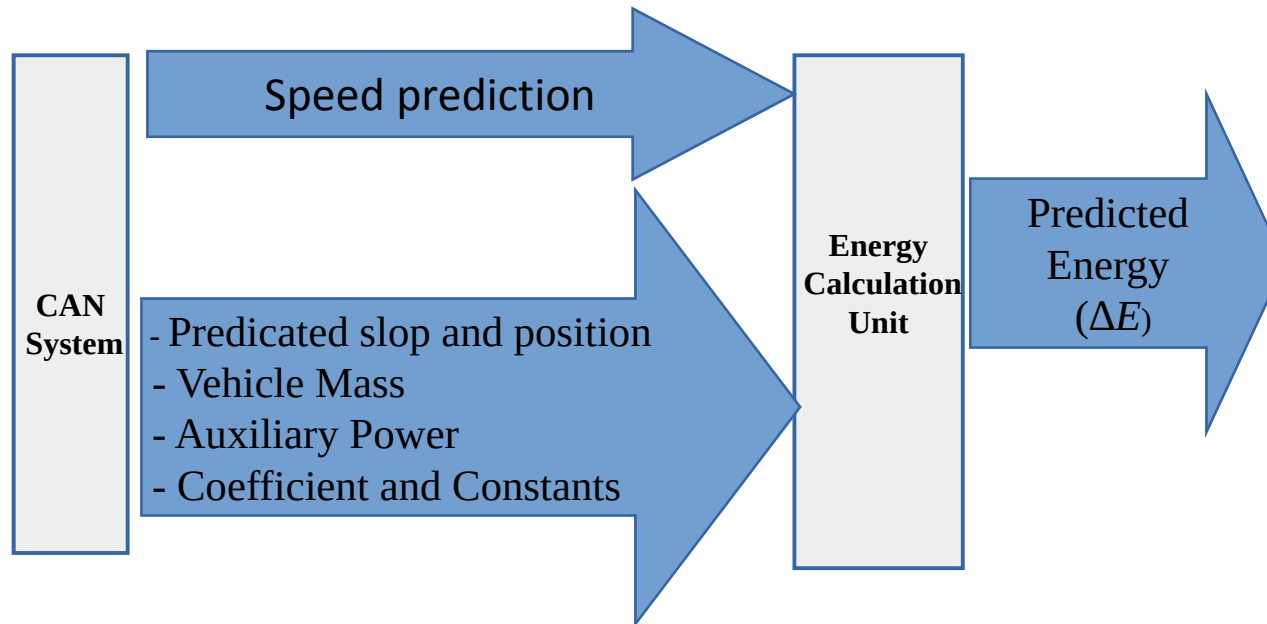 Speed prediction
CAN
System
- Predicated slop and position
- Vehicle Mass
- Auxiliary Power
- Coefficient and Constants
Energy
Calculation
Unit
Predicted
Energy
(ΔE)